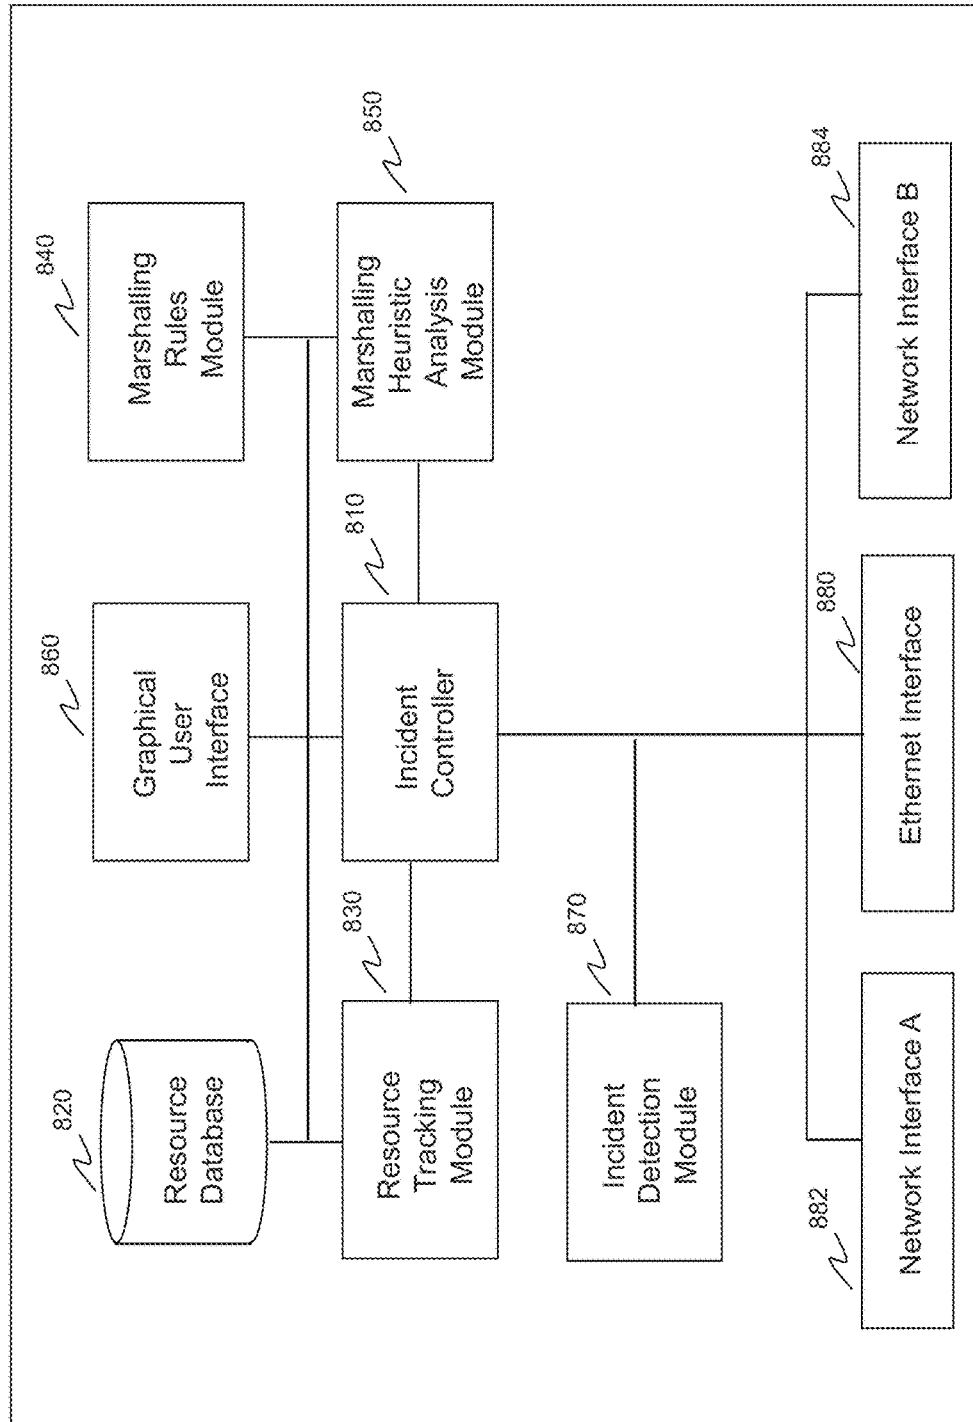 820
Resource
Database
860
Graphical
User
Interface
840
Marshalling
Rules
Module
830
Resource
Tracking
Module
810
Incident
Controller
850
Marshalling
Heuristic
Analysis
Module
870
Incident
Detection
Module
882
Network Interface A
880
Ethernet Interface
884
Network Interface B